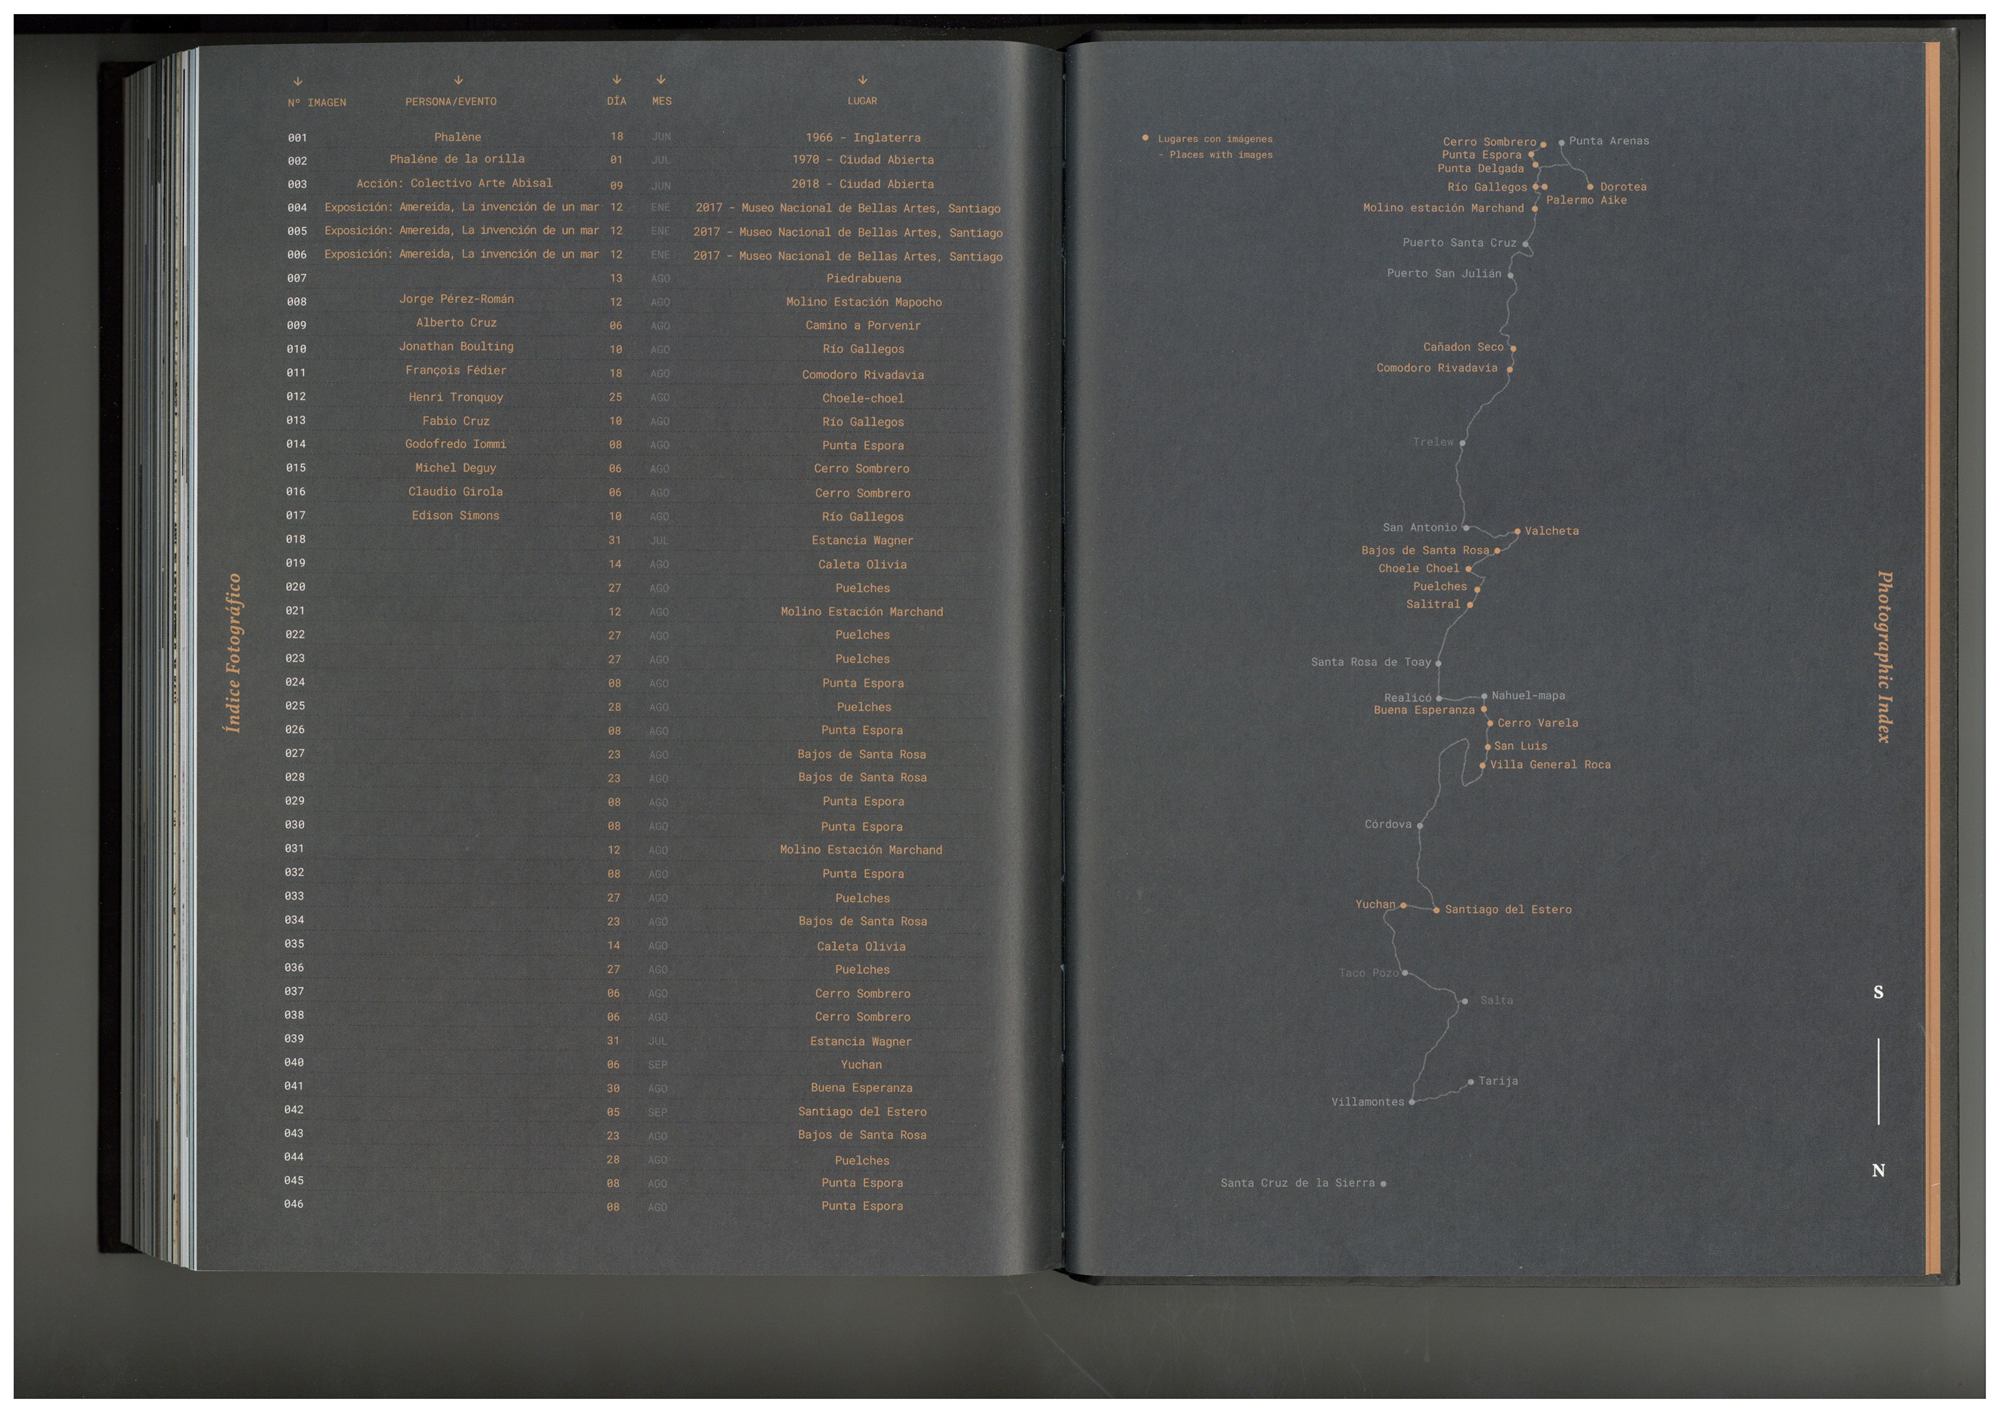 Nº IMAGEN PERSONA/EVENTO DÍA MES LUGAR
001 Phalène 18 JUN 1966 - Inglaterra
002 Phaléne de la orilla 01 JUL 1970 - Ciudad Abierta
003 Acción: Colectivo Arte Abisal 09 JUN 2018 - Ciudad Abierta
004 Exposición: Amereida, La invención de un mar 12 ENE 2017 - Museo Nacional de Bellas Artes, Santiago
005 Exposición: Amereida, La invención de un mar 12 ENE 2017 - Museo Nacional de Bellas Artes, Santiago
006 Exposición: Amereida, La invención de un mar 12 ENE 2017 - Museo Nacional de Bellas Artes, Santiago
007 13 AGO Piedrabuena
008 Jorge Pérez-Román 12 AGO Molino Estación Mapocho
009 Alberto Cruz 06 AGO Camino a Porvenir
010 Jonathan Boulting 10 AGO Río Gallegos
011 François Fédier 18 AGO Comodoro Rivadavia
012 Henri Tronquoy 25 AGO Choele-choel
013 Fabio Cruz 10 AGO Río Gallegos
014 Godofredo Iommi 08 AGO Punta Espora
015 Michel Deguy 06 AGO Cerro Sombrero
016 Claudio Girola 06 AGO Cerro Sombrero
017 Edison Simons 10 AGO Río Gallegos
018 31 JUL Estancia Wagner
019 14 AGO Caleta Olivia
020 27 AGO Puelches
021 12 AGO Molino Estación Marchand
022 27 AGO Puelches
023 27 AGO Puelches
024 08 AGO Punta Espora
025 28 AGO Puelches
026 08 AGO Punta Espora
027 23 AGO Bajos de Santa Rosa
028 23 AGO Bajos de Santa Rosa
029 08 AGO Punta Espora
030 08 AGO Punta Espora
031 12 AGO Molino Estación Marchand
032 08 AGO Punta Espora
033 27 AGO Puelches
034 23 AGO Bajos de Santa Rosa
035 14 AGO Caleta Olivia
036 27 AGO Puelches
037 06 AGO Cerro Sombrero
038 06 AGO Cerro Sombrero
039 31 JUL Estancia Wagner
040 06 SEP Yuchan
041 30 AGO Buena Esperanza
042 05 SEP Santiago del Estero
043 23 AGO Bajos de Santa Rosa
044 28 AGO Puelches
045 08 AGO Punta Espora
046 08 AGO Punta Espora
Índice Fotográfico
Lugares con imágenes
- Places with images
Cerro Sombrero
Punta Arenas
Punta Espora
Punta Delgada
Río Gallegos
Dorotea
Palermo Aike
Molino estación Marchand
Puerto Santa Cruz
Puerto San Julián
Cañadon Seco
Comodoro Rivadavia
Trelew
San Antonio
Valcheta
Bajos de Santa Rosa
Choele Choel
Puelches
Salitral
Santa Rosa de Toay
Realicó
Nahuel-mapa
Buena Esperanza
Cerro Varela
San Luis
Villa General Roca
Córdova
Yuchan
Santiago del Estero
Taco Pozo
Salta
Tarija
Villamontes
Santa Cruz de la Sierra
Photographic Index
S
N